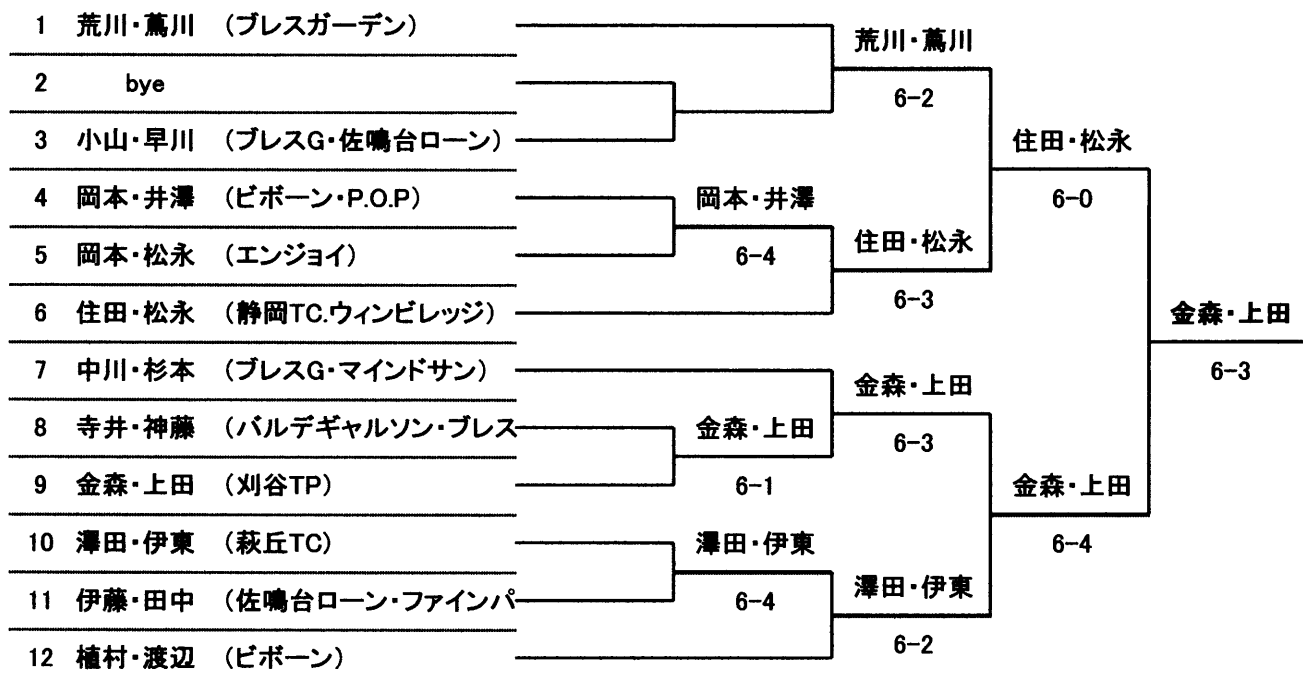 1 荒川・蔦川 (ブレスガーデン)
2 bye
3 小山・早川 (ブレスG・佐鳴台ローン)
4 岡本・井澤 (ビボーン・P.O.P)
5 岡本・松永 (エンジョイ)
6 住田・松永 (静岡TC.ウィンビレッジ)
7 中川・杉本 (ブレスG・マインドサン)
8 寺井・神藤 (バルデギャルソン・ブレス
9 金森・上田 (刈谷TP)
10 澤田・伊東 (萩丘TC)
11 伊藤・田中 (佐鳴台ローン・ファインパ
12 植村・渡辺 (ビボーン)
岡本・井澤
6-4
金森・上田
6-1
澤田・伊東
6-4
荒川・蔦川
6-2
住田・松永
6-3
金森・上田
6-3
澤田・伊東
6-2
住田・松永
6-0
金森・上田
6-4
金森・上田
6-3